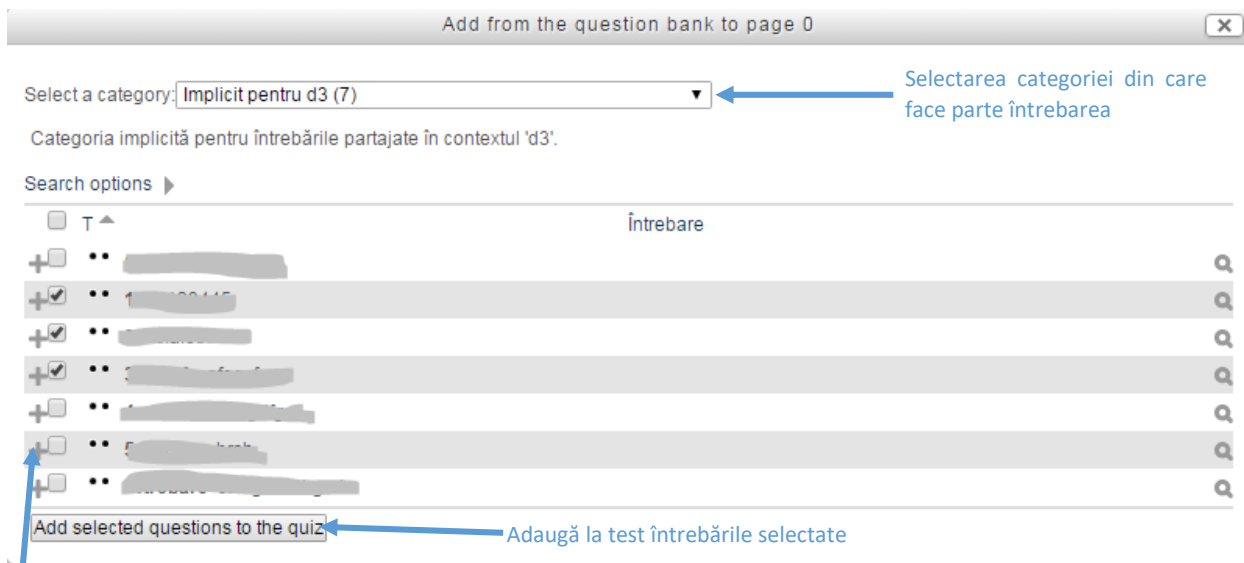 Add from the question bank to page 0
Select a category: Implicit pentru d3 (7)
Selectarea categoriei din care
face parte întrebarea
Categoria implicită pentru întrebările partajate în contextul 'd3'.
Search options
T Întrebare
Add selected questions to the quiz
Adaugă la test întrebările selectate